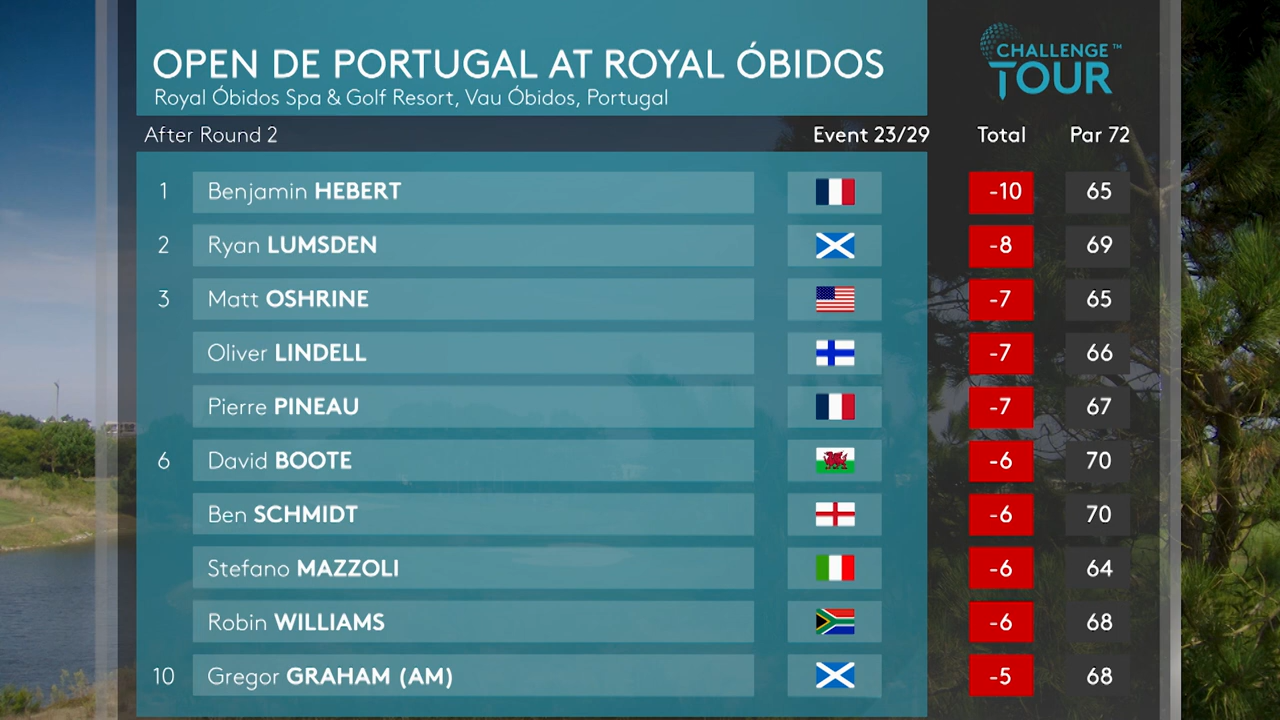 OPEN DE PORTUGAL AT ROYAL ÓBIDOS
Royal Óbidos Spa & Golf Resort, Vau Óbidos, Portugal
CHALLENGE™
TOUR
After Round 2 Event 23/29 Total Par 72
1 Benjamin HEBERT -10 65
2 Ryan LUMSDEN -8 69
3 Matt OSHRINE -7 65
Oliver LINDELL -7 66
Pierre PINEAU -7 67
6 David BOOTE -6 70
Ben SCHMIDT -6 70
Stefano MAZZOLI -6 64
Robin WILLIAMS -6 68
10 Gregor GRAHAM (AM) -5 68